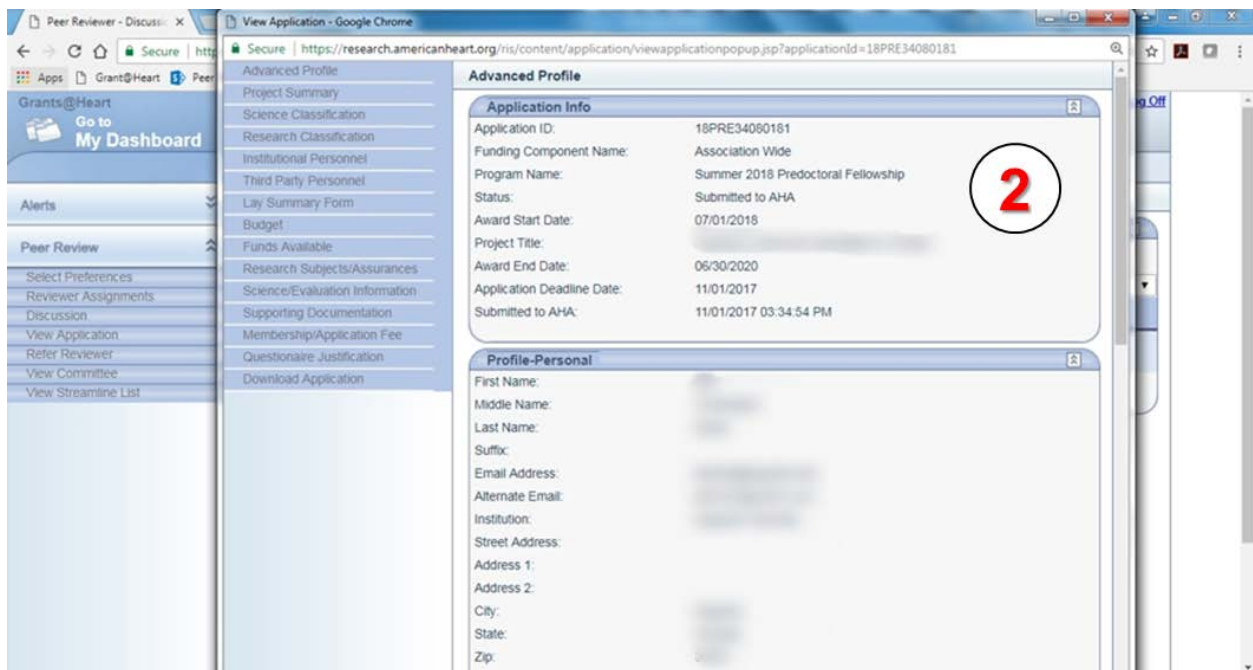 Peer Reviewer - Discussi
View Application - Google Chrome
Secure | http
Secure | https://research.americanheart.org/ris/content/application/viewapplicationpopup.jsp?applicationId=18PRE34080181
Apps Grant@Heart Peer
Grants@Heart
Go to
My Dashboard
Alerts
Peer Review
Select Preferences
Reviewer Assignments
Discussion
View Application
Refer Reviewer
View Committee
View Streamline List
Advanced Profile
Project Summary
Science Classification
Research Classification
Institutional Personnel
Third Party Personnel
Lay Summary Form
Budget
Funds Available
Research Subjects/Assurances
Science/Evaluation Information
Supporting Documentation
Membership/Application Fee
Questionaire Justification
Download Application
Advanced Profile
Application Info
Application ID: 18PRE34080181
Funding Component Name: Association Wide
Program Name: Summer 2018 Predoctoral Fellowship
Status: Submitted to AHA
Award Start Date: 07/01/2018
Project Title:
Award End Date: 06/30/2020
Application Deadline Date: 11/01/2017
Submitted to AHA: 11/01/2017 03:34:54 PM
2
Profile-Personal
First Name:
Middle Name:
Last Name:
Suffix:
Email Address:
Alternate Email:
Institution:
Street Address:
Address 1:
Address 2:
City:
State:
Zip:
Off